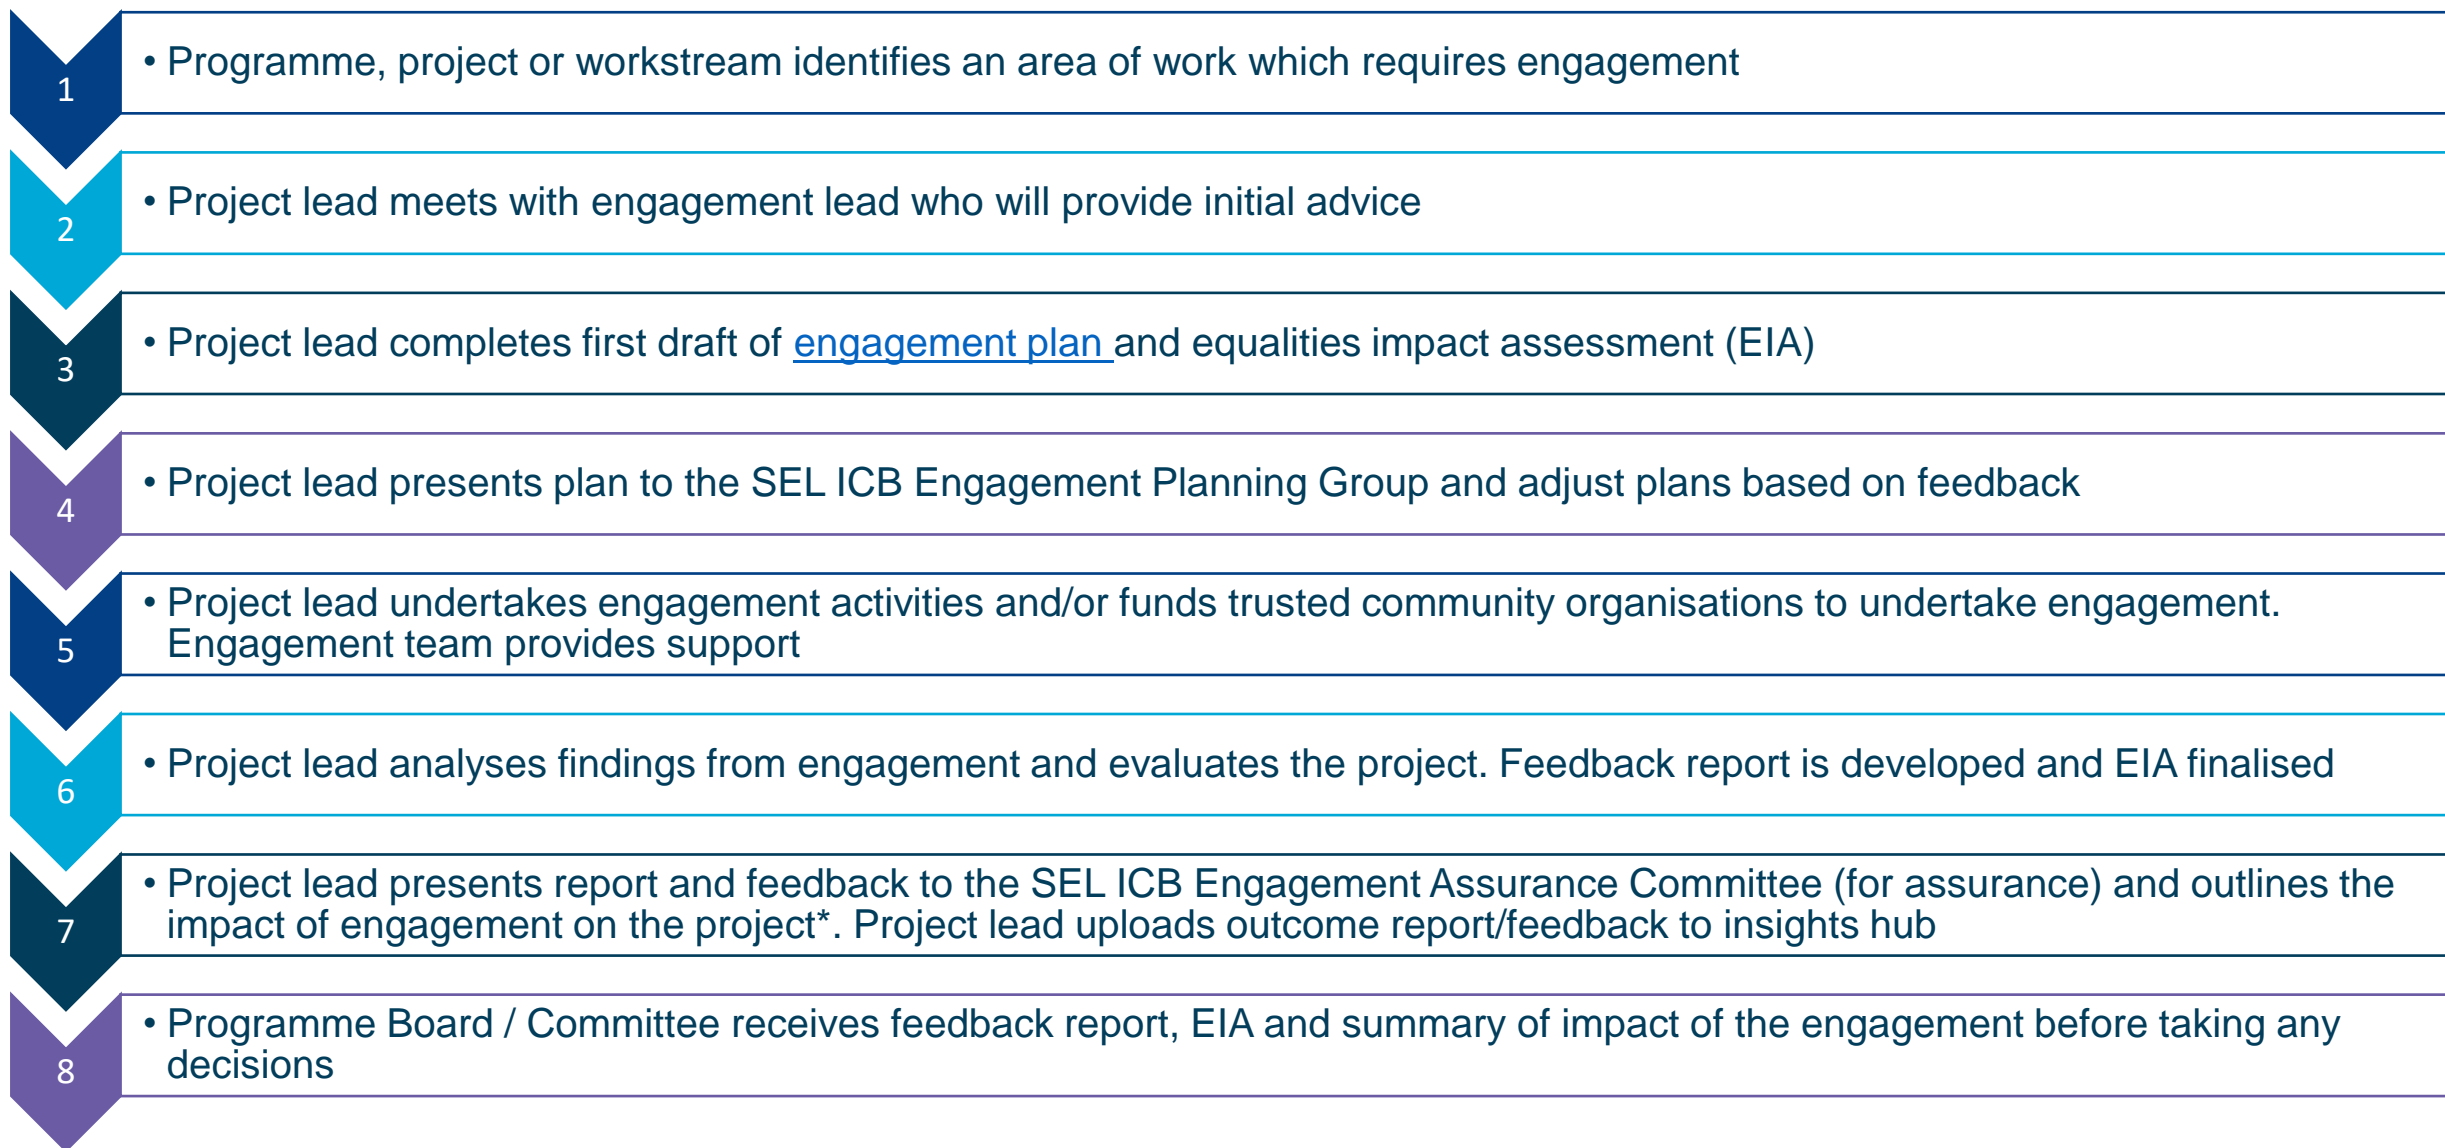 1
• Programme, project or workstream identifies an area of work which requires engagement
2
• Project lead meets with engagement lead who will provide initial advice
3
• Project lead completes first draft of engagement plan and equalities impact assessment (EIA)
4
• Project lead presents plan to the SEL ICB Engagement Planning Group and adjust plans based on feedback
5
• Project lead undertakes engagement activities and/or funds trusted community organisations to undertake engagement.
Engagement team provides support
6
• Project lead analyses findings from engagement and evaluates the project. Feedback report is developed and EIA finalised
7
• Project lead presents report and feedback to the SEL ICB Engagement Assurance Committee (for assurance) and outlines the
impact of engagement on the project*. Project lead uploads outcome report/feedback to insights hub
8
• Programme Board / Committee receives feedback report, EIA and summary of impact of the engagement before taking any
decisions